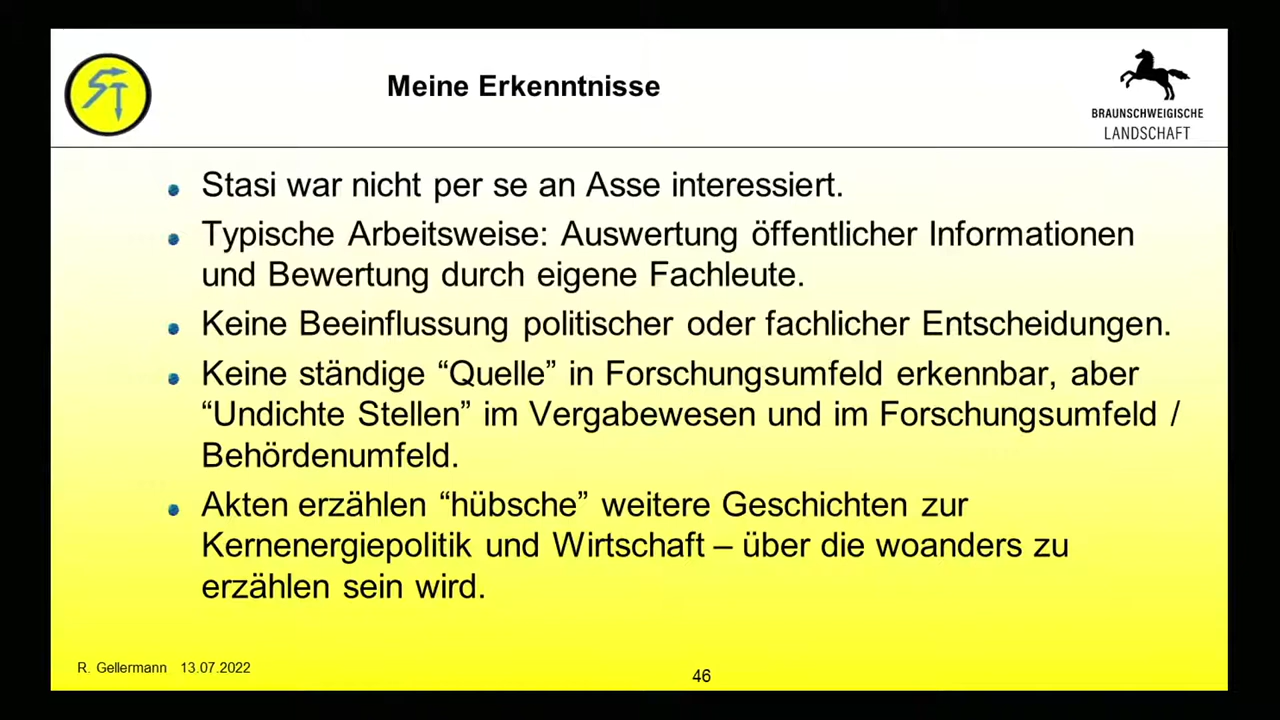 Meine Erkenntnisse
ST
BRAUNSCHWEIGISCHE
LANDSCHAFT
Stasi war nicht per se an Asse interessiert.
Typische Arbeitsweise: Auswertung öffentlicher Informationen
und Bewertung durch eigene Fachleute.
Keine Beeinflussung politischer oder fachlicher Entscheidungen.
Keine ständige “Quelle” in Forschungsumfeld erkennbar, aber
“Undichte Stellen” im Vergabewesen und im Forschungsumfeld /
Behördenumfeld.
Akten erzählen “hübsche” weitere Geschichten zur
Kernenergiepolitik und Wirtschaft – über die woanders zu
erzählen sein wird.
R. Gellermann 13.07.2022
46